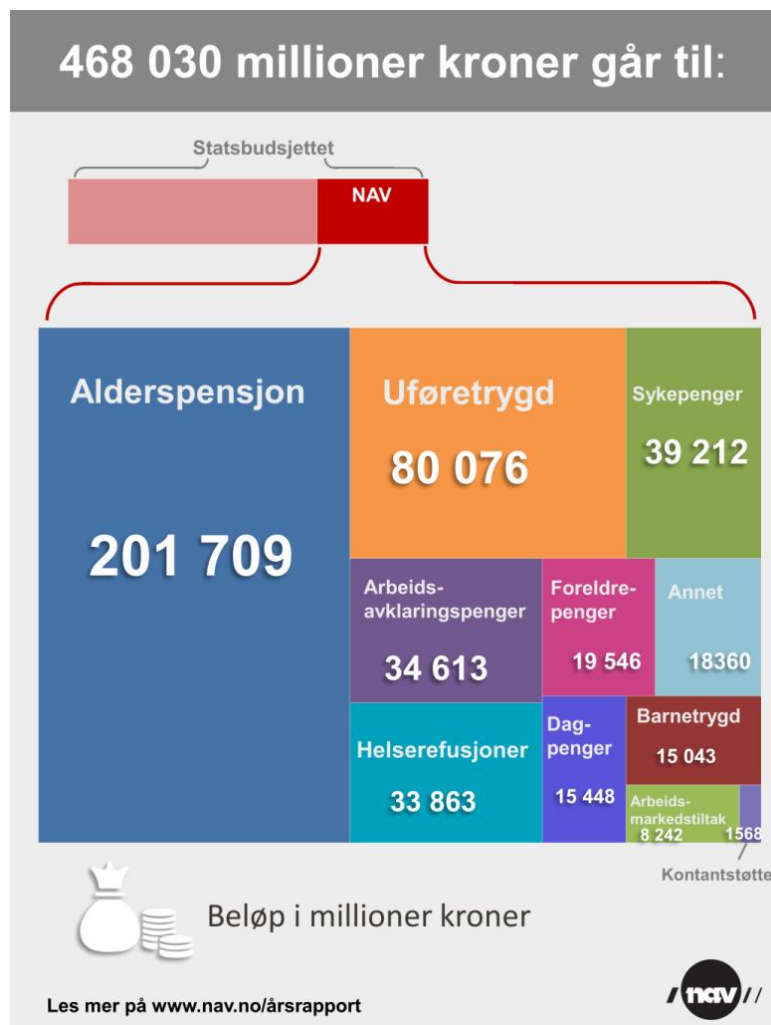 468 030 millioner kroner går til:
Statsbudsjettet
NAV
Alderspensjon
201 709
Uføretrygd
80 076
Sykepenger
39 212
Arbeids-
avklaringspenger
34 613
Foreldre-
penger
19 546
Annet
18360
Helserefusjoner
33 863
Dag-
penger
15 448
Barnetrygd
15 043
Arbeids-
markedstiltak
8 242
1568
Kontantstøtte
Beløp i millioner kroner
Les mer på www.nav.no/årsrapport
nav